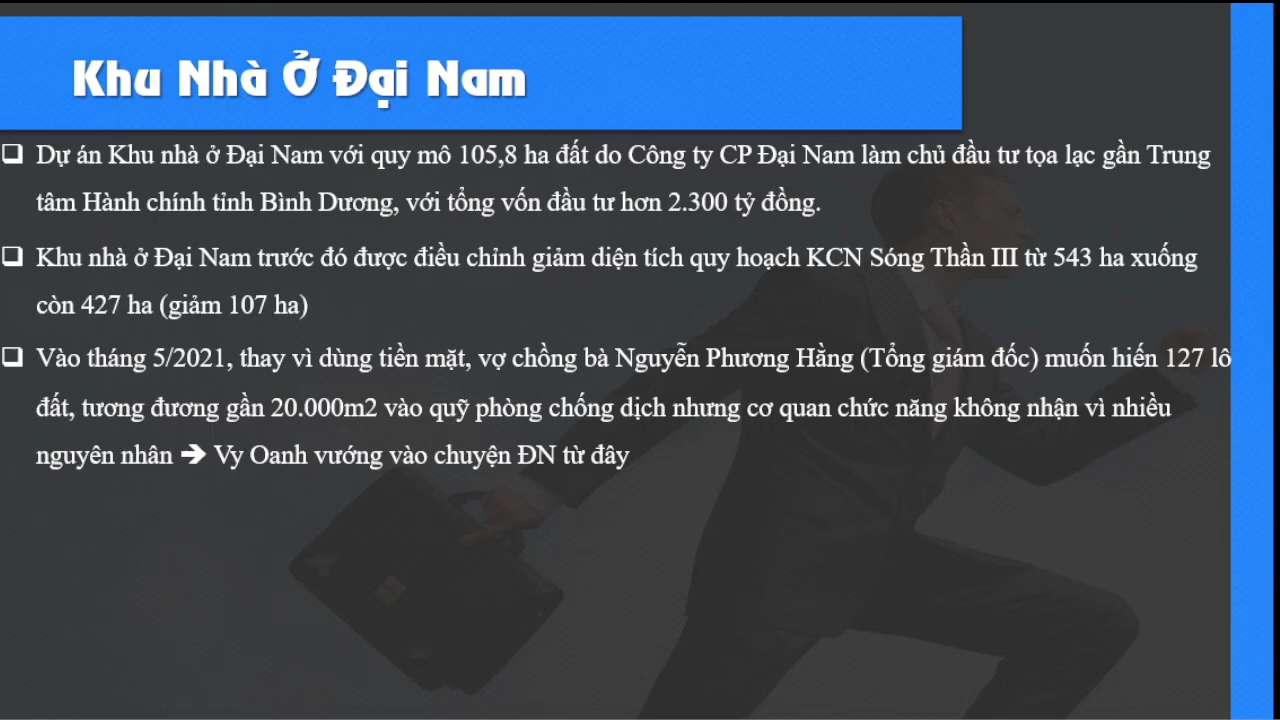 Khu Nhà Ở Đại Nam
❑ Dự án Khu nhà ở Đại Nam với quy mô 105,8 ha đất do Công ty CP Đại Nam làm chủ đầu tư tọa lạc gần Trung
tâm Hành chính tỉnh Bình Dương, với tổng vốn đầu tư hơn 2.300 tỷ đồng.
❑ Khu nhà ở Đại Nam trước đó được điều chỉnh giảm diện tích quy hoạch KCN Sóng Thần III từ 543 ha xuống
còn 427 ha (giảm 107 ha)
❑ Vào tháng 5/2021, thay vì dùng tiền mặt, vợ chồng bà Nguyễn Phương Hằng (Tổng giám đốc) muốn hiến 127 lô
đất, tương đương gần 20.000m2 vào quỹ phòng chống dịch nhưng cơ quan chức năng không nhận vì nhiều
nguyên nhân ➔ Vy Oanh vướng vào chuyện ĐN từ đây